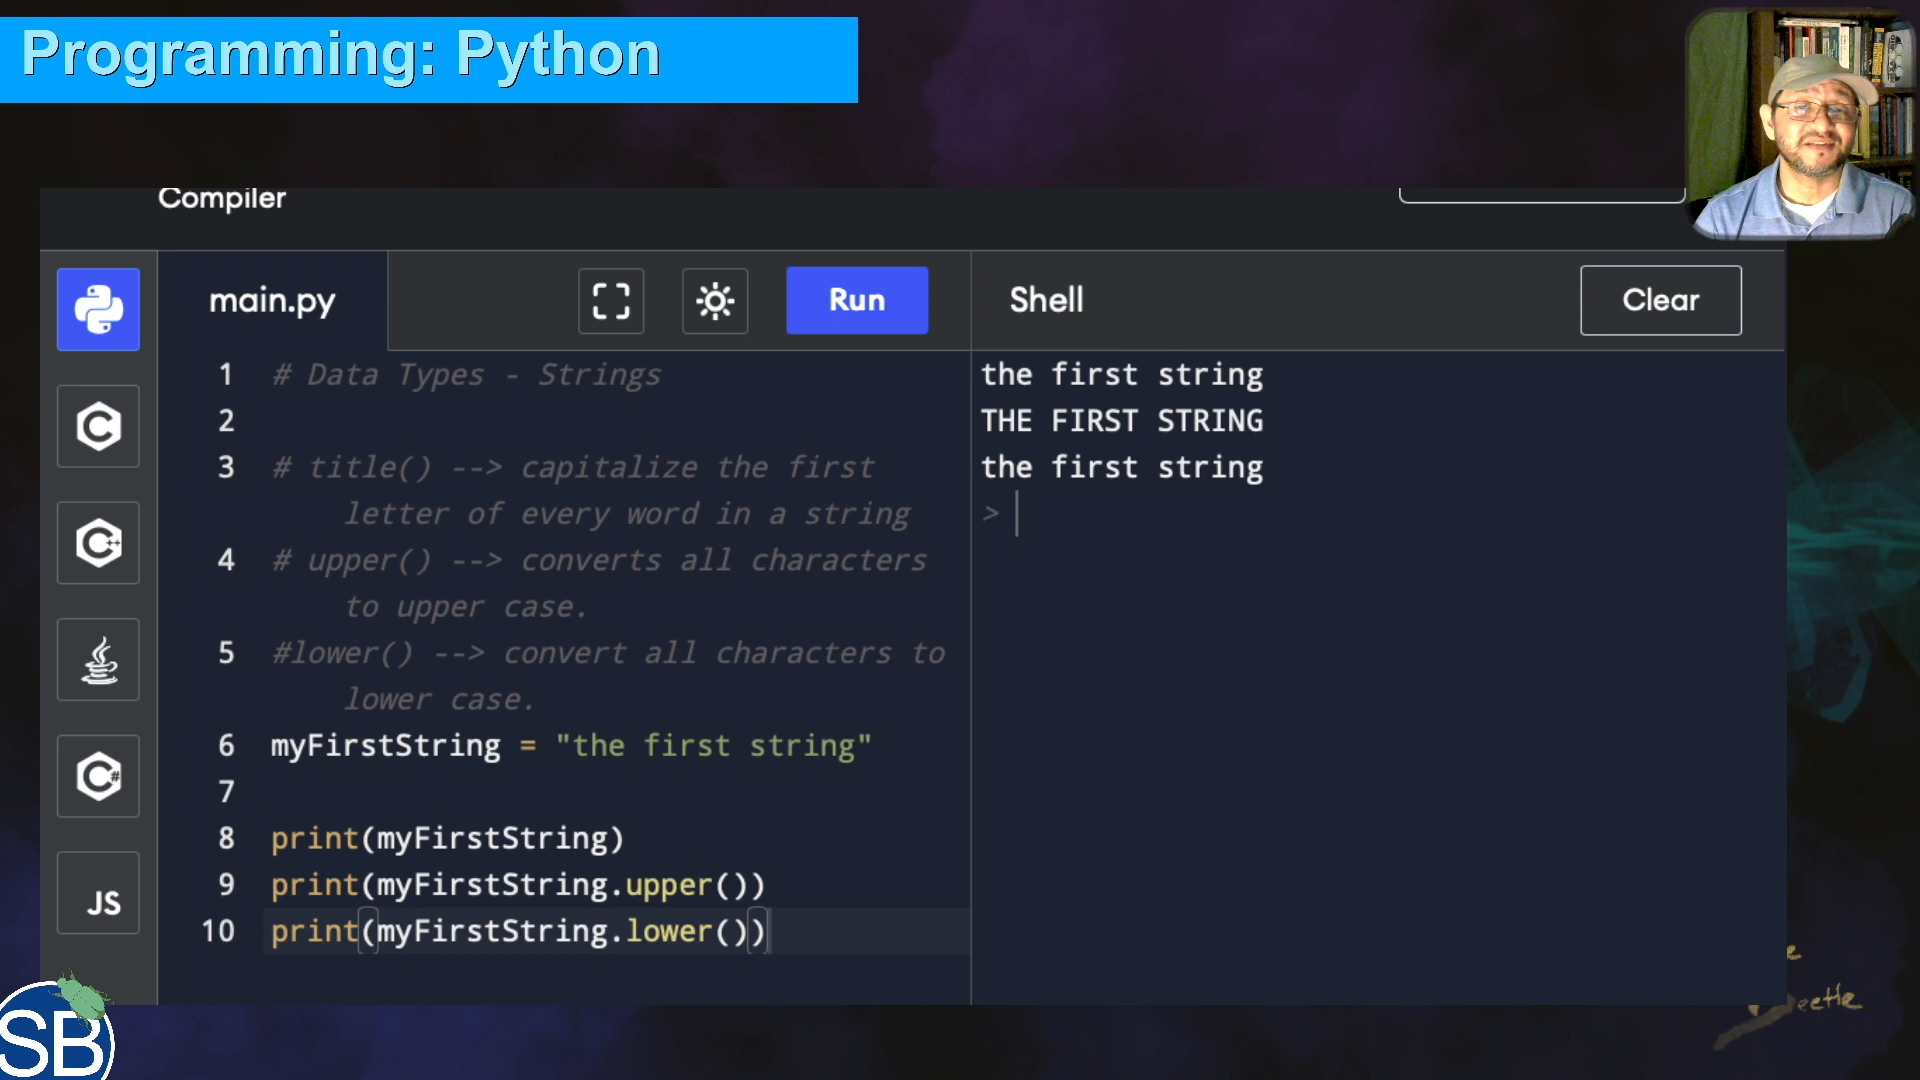 Programming: Python
Compiler
main.py
Run
Shell
Clear
1 # Data Types - Strings
2
3 # title() --> capitalize the first
letter of every word in a string
4 # upper() --> converts all characters
to upper case.
5 #lower() --> convert all characters to
lower case.
6 myFirstString = "the first string"
7
8 print(myFirstString)
9 print(myFirstString.upper())
10 print(myFirstString.lower())
the first string
THE FIRST STRING
the first string
>
C
C++
C#
JS
SB